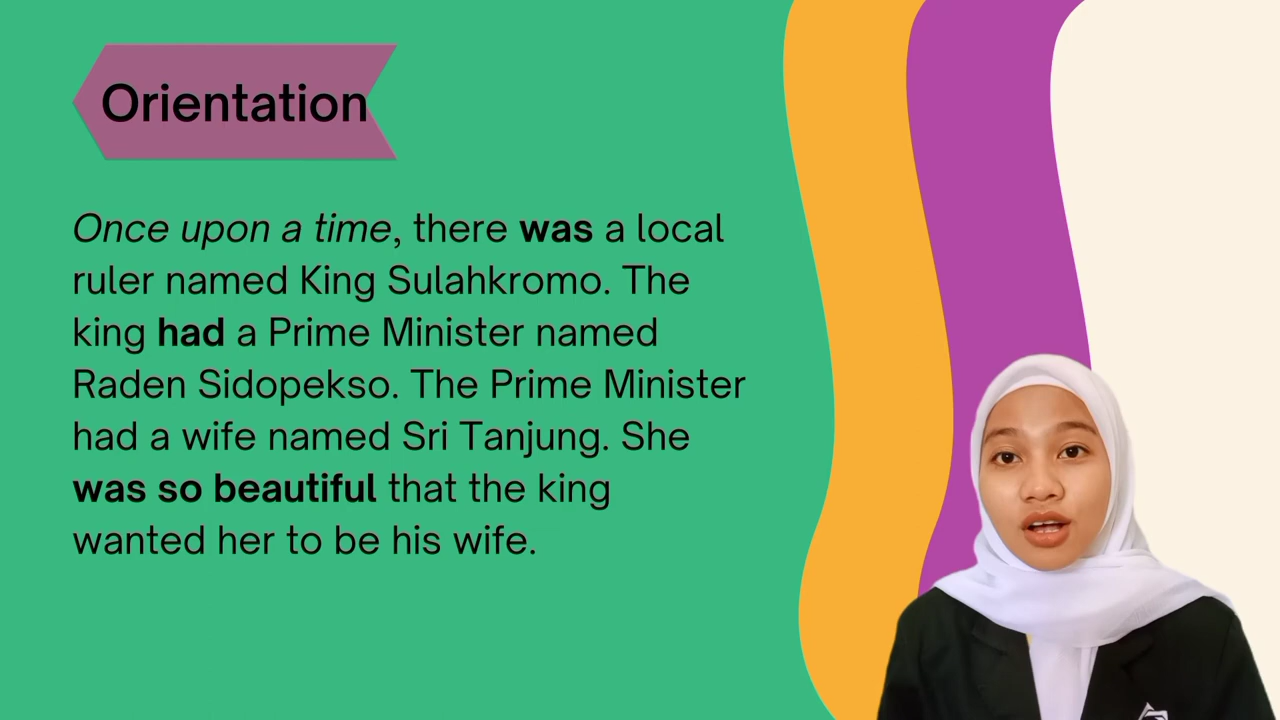 Orientation
Once upon a time, there was a local
ruler named King Sulahkromo. The
king had a Prime Minister named
Raden Sidopekso. The Prime Minister
had a wife named Sri Tanjung. She
was so beautiful that the king
wanted her to be his wife.